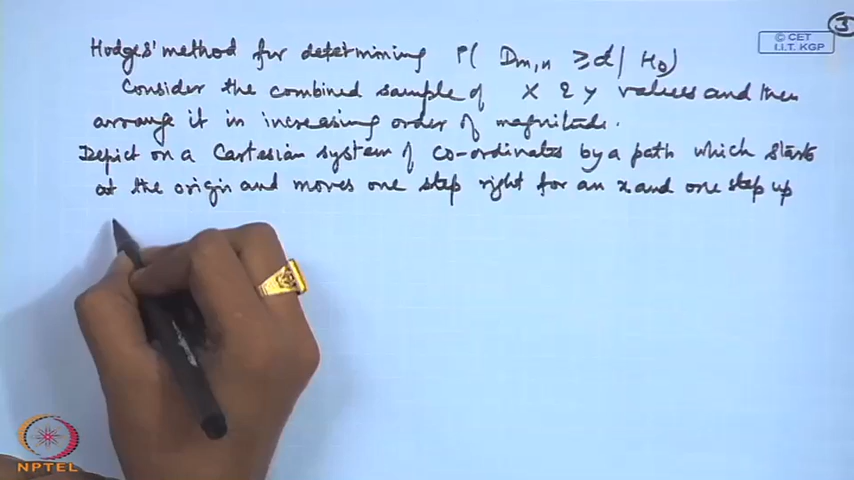 3
© CET
I.I.T. KGP
Hodges' method for determining P( Dm,n ≥ d | H0)
Consider the combined sample of X & Y values and then
arrange it in increasing order of magnitude.
Depict on a Cartesian system of co-ordinates by a path which starts
at the origin and moves one step right for an x and one step up
NPTEL